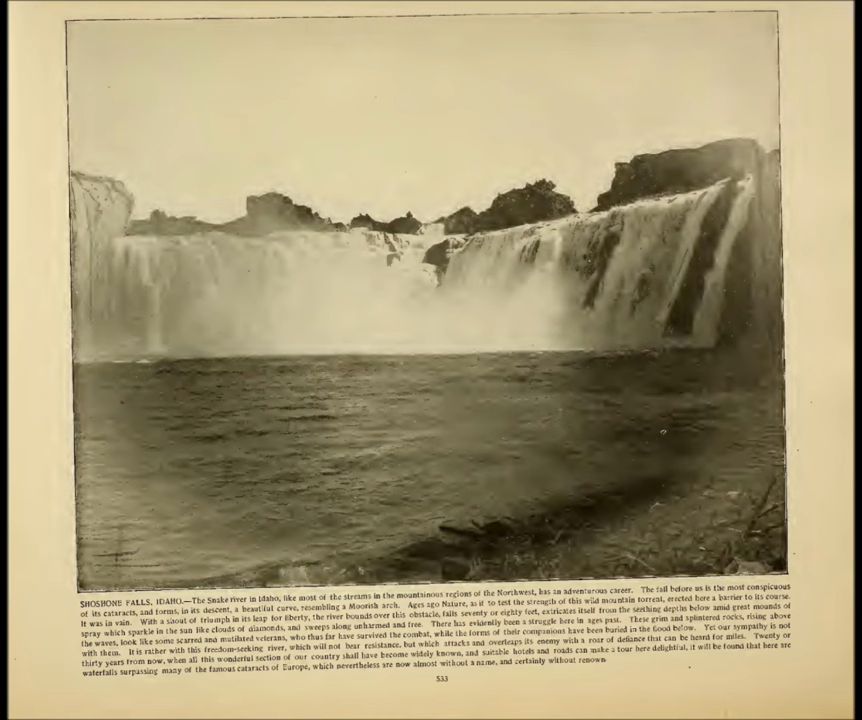 SHOSHONE FALLS, IDAHO.—The Snake river in Idaho, like most of the streams in the mountainous regions of the Northwest, has an adventurous career. The fall before us is the most conspicuous
of its cataracts, and forms, in its descent, a beautiful curve, resembling a Moorish arch. Ages ago Nature, as if to test the strength of this wild mountain torrent, erected here a barrier to its course.
It was in vain. With a shout of triumph in its leap for liberty, the river bounds over this obstacle, falls seventy or eighty feet, extricates itself from the seething depths below amid great mounds of
spray which sparkle in the sun like clouds of diamonds, and sweeps along unharmed and free. There has evidently been a struggle here in ages past. These grim and splintered rocks, rising above
the waves, look like some scarred and mutilated veterans, who thus far have survived the combat, while the forms of their companions have been buried in the flood below. Yet our sympathy is not
with them. It is rather with this freedom-seeking river, which will not bear resistance, but which attacks and overleaps its enemy with a roar of defiance that can be heard for miles. Twenty or
thirty years from now, when all this wonderful section of our country shall have become widely known, and suitable hotels and roads can make a tour here delightful, it will be found that here are
waterfalls surpassing many of the famous cataracts of Europe, which nevertheless are now almost without a name, and certainly without renown.
533